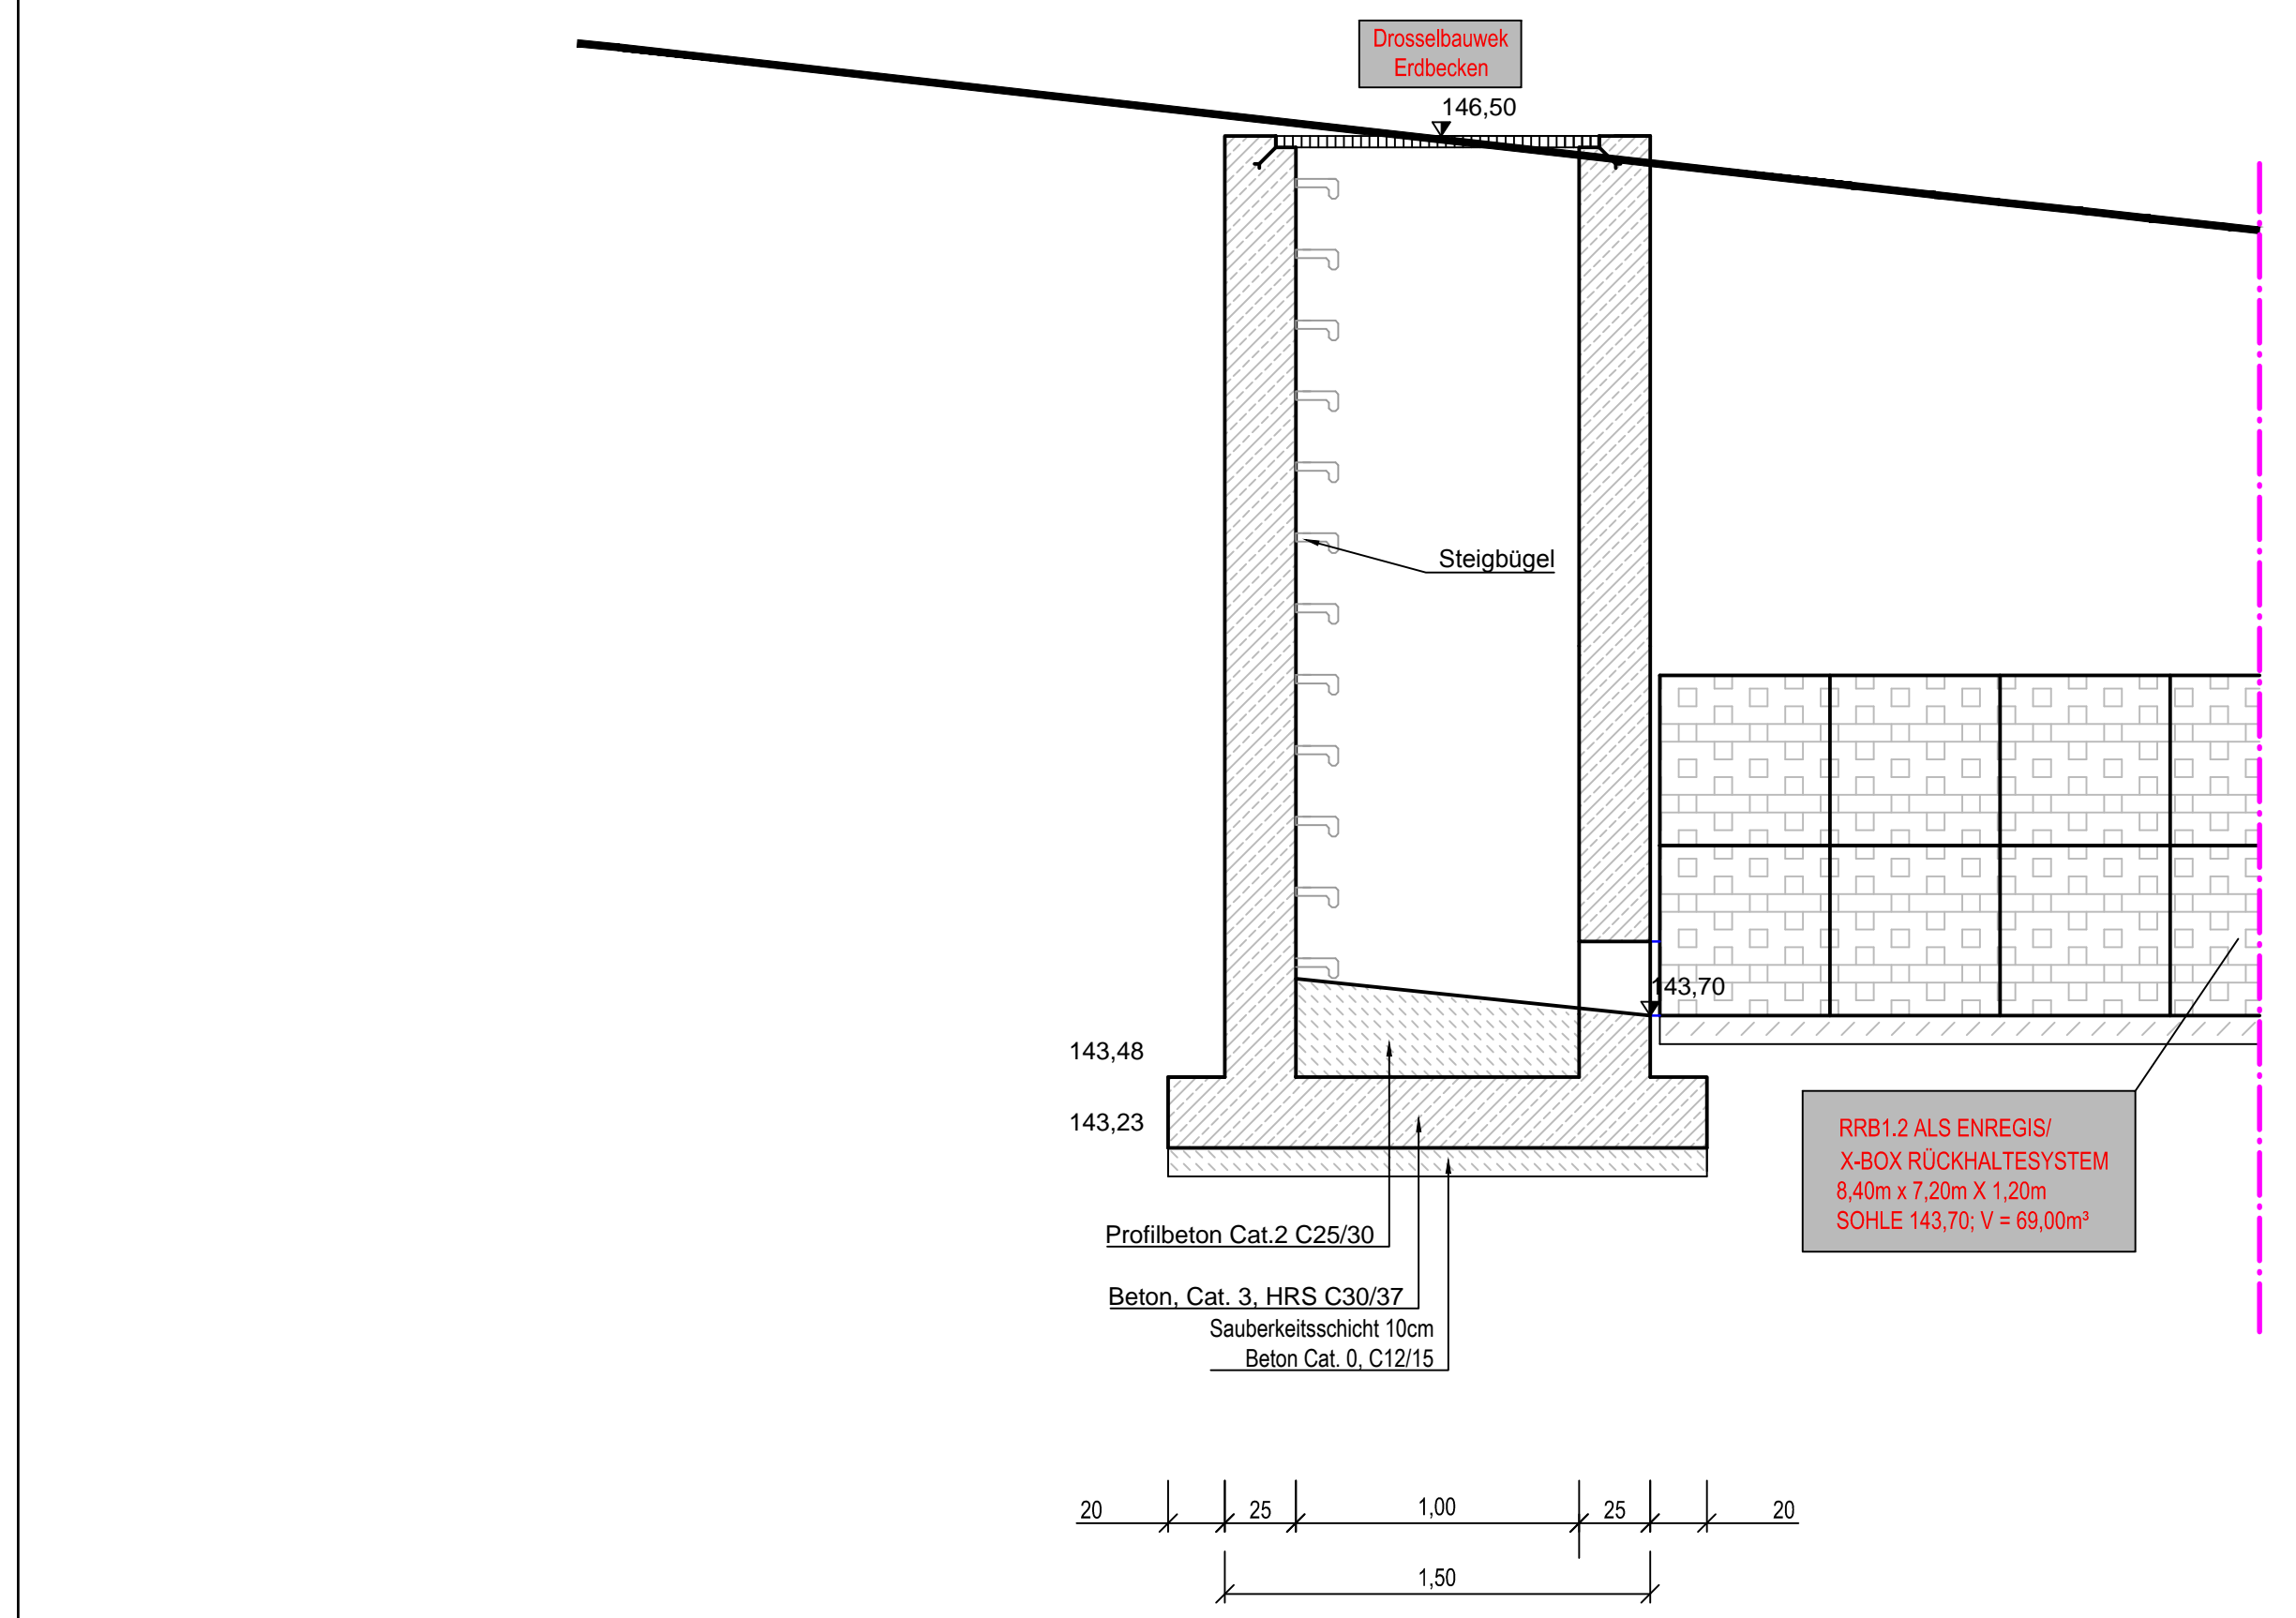 Drosselbauwek
Erdbecken
146,50
Steigbügel
143,70
143,48
143,23
RRB1.2 ALS ENREGIS/
X-BOX RÜCKHALTESYSTEM
8,40m x 7,20m X 1,20m
SOHLE 143,70; V = 69,00m³
Profilbeton Cat.2 C25/30
Beton, Cat. 3, HRS C30/37
Sauberkeitsschicht 10cm
Beton Cat. 0, C12/15
20 25 1,00 25 20
1,50